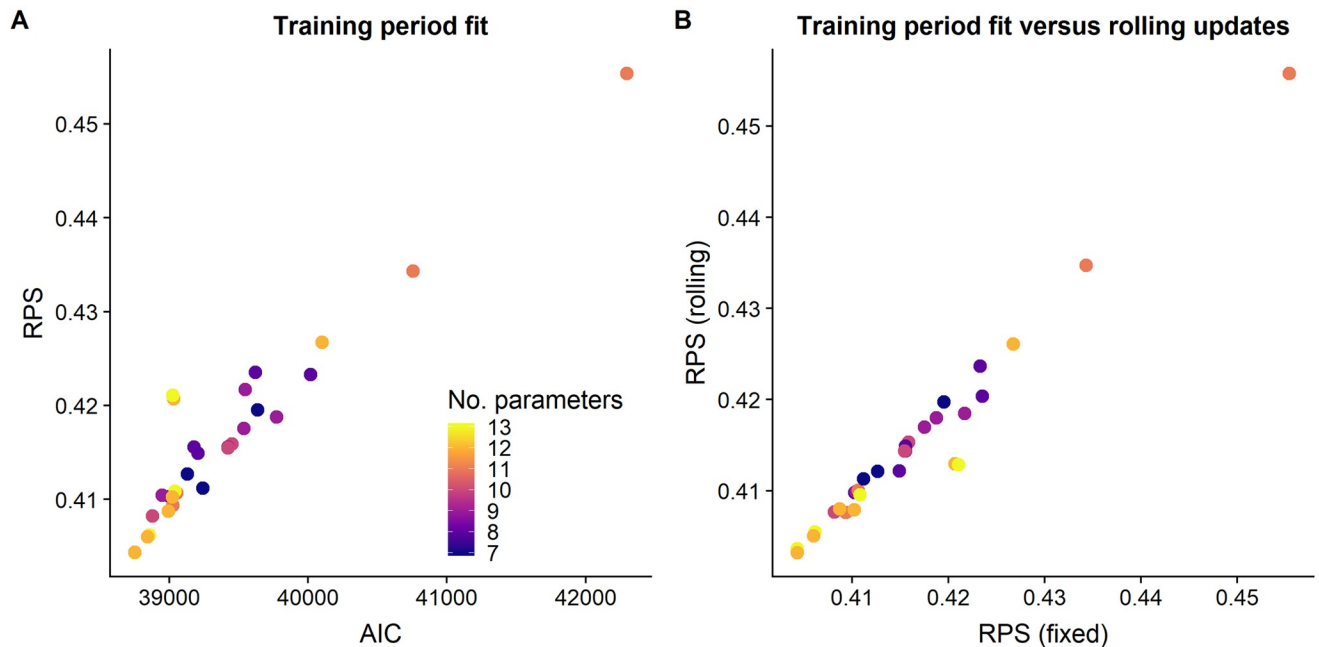 A
Training period fit
RPS
0.45
0.44
0.43
0.42
0.41
39000
40000
41000
42000
AIC
No. parameters
13
12
11
10
9
8
7
B
Training period fit versus rolling updates
RPS (rolling)
0.45
0.44
0.43
0.42
0.41
0.41
0.42
0.43
0.44
0.45
RPS (fixed)